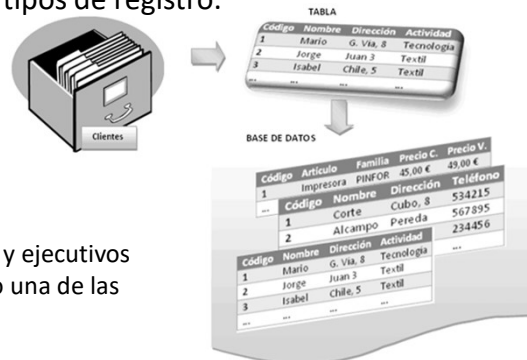 tipos de registro.
TABLA
Código Nombre Dirección Actividad
1 Mario G. Vía, 8 Tecnología
2 Jorge Juan 3 Textil
3 Isabel Chile, 5 Textil
... ... ... ...
Clientes
BASE DE DATOS
Código Artículo Familia Precio C. Precio V.
1 Impresora PINFOR 45,00 € 49,00 €
...
Código Nombre Dirección Teléfono
1 Corte Cubo, 8 534215
2 Alcampo Pereda 567895
234456
...
Código Nombre Dirección Actividad
1 Mario G. Vía, 8 Tecnología
2 Jorge Juan 3 Textil
3 Isabel Chile, 5 Textil
... ... ... ...
y ejecutivos
una de las